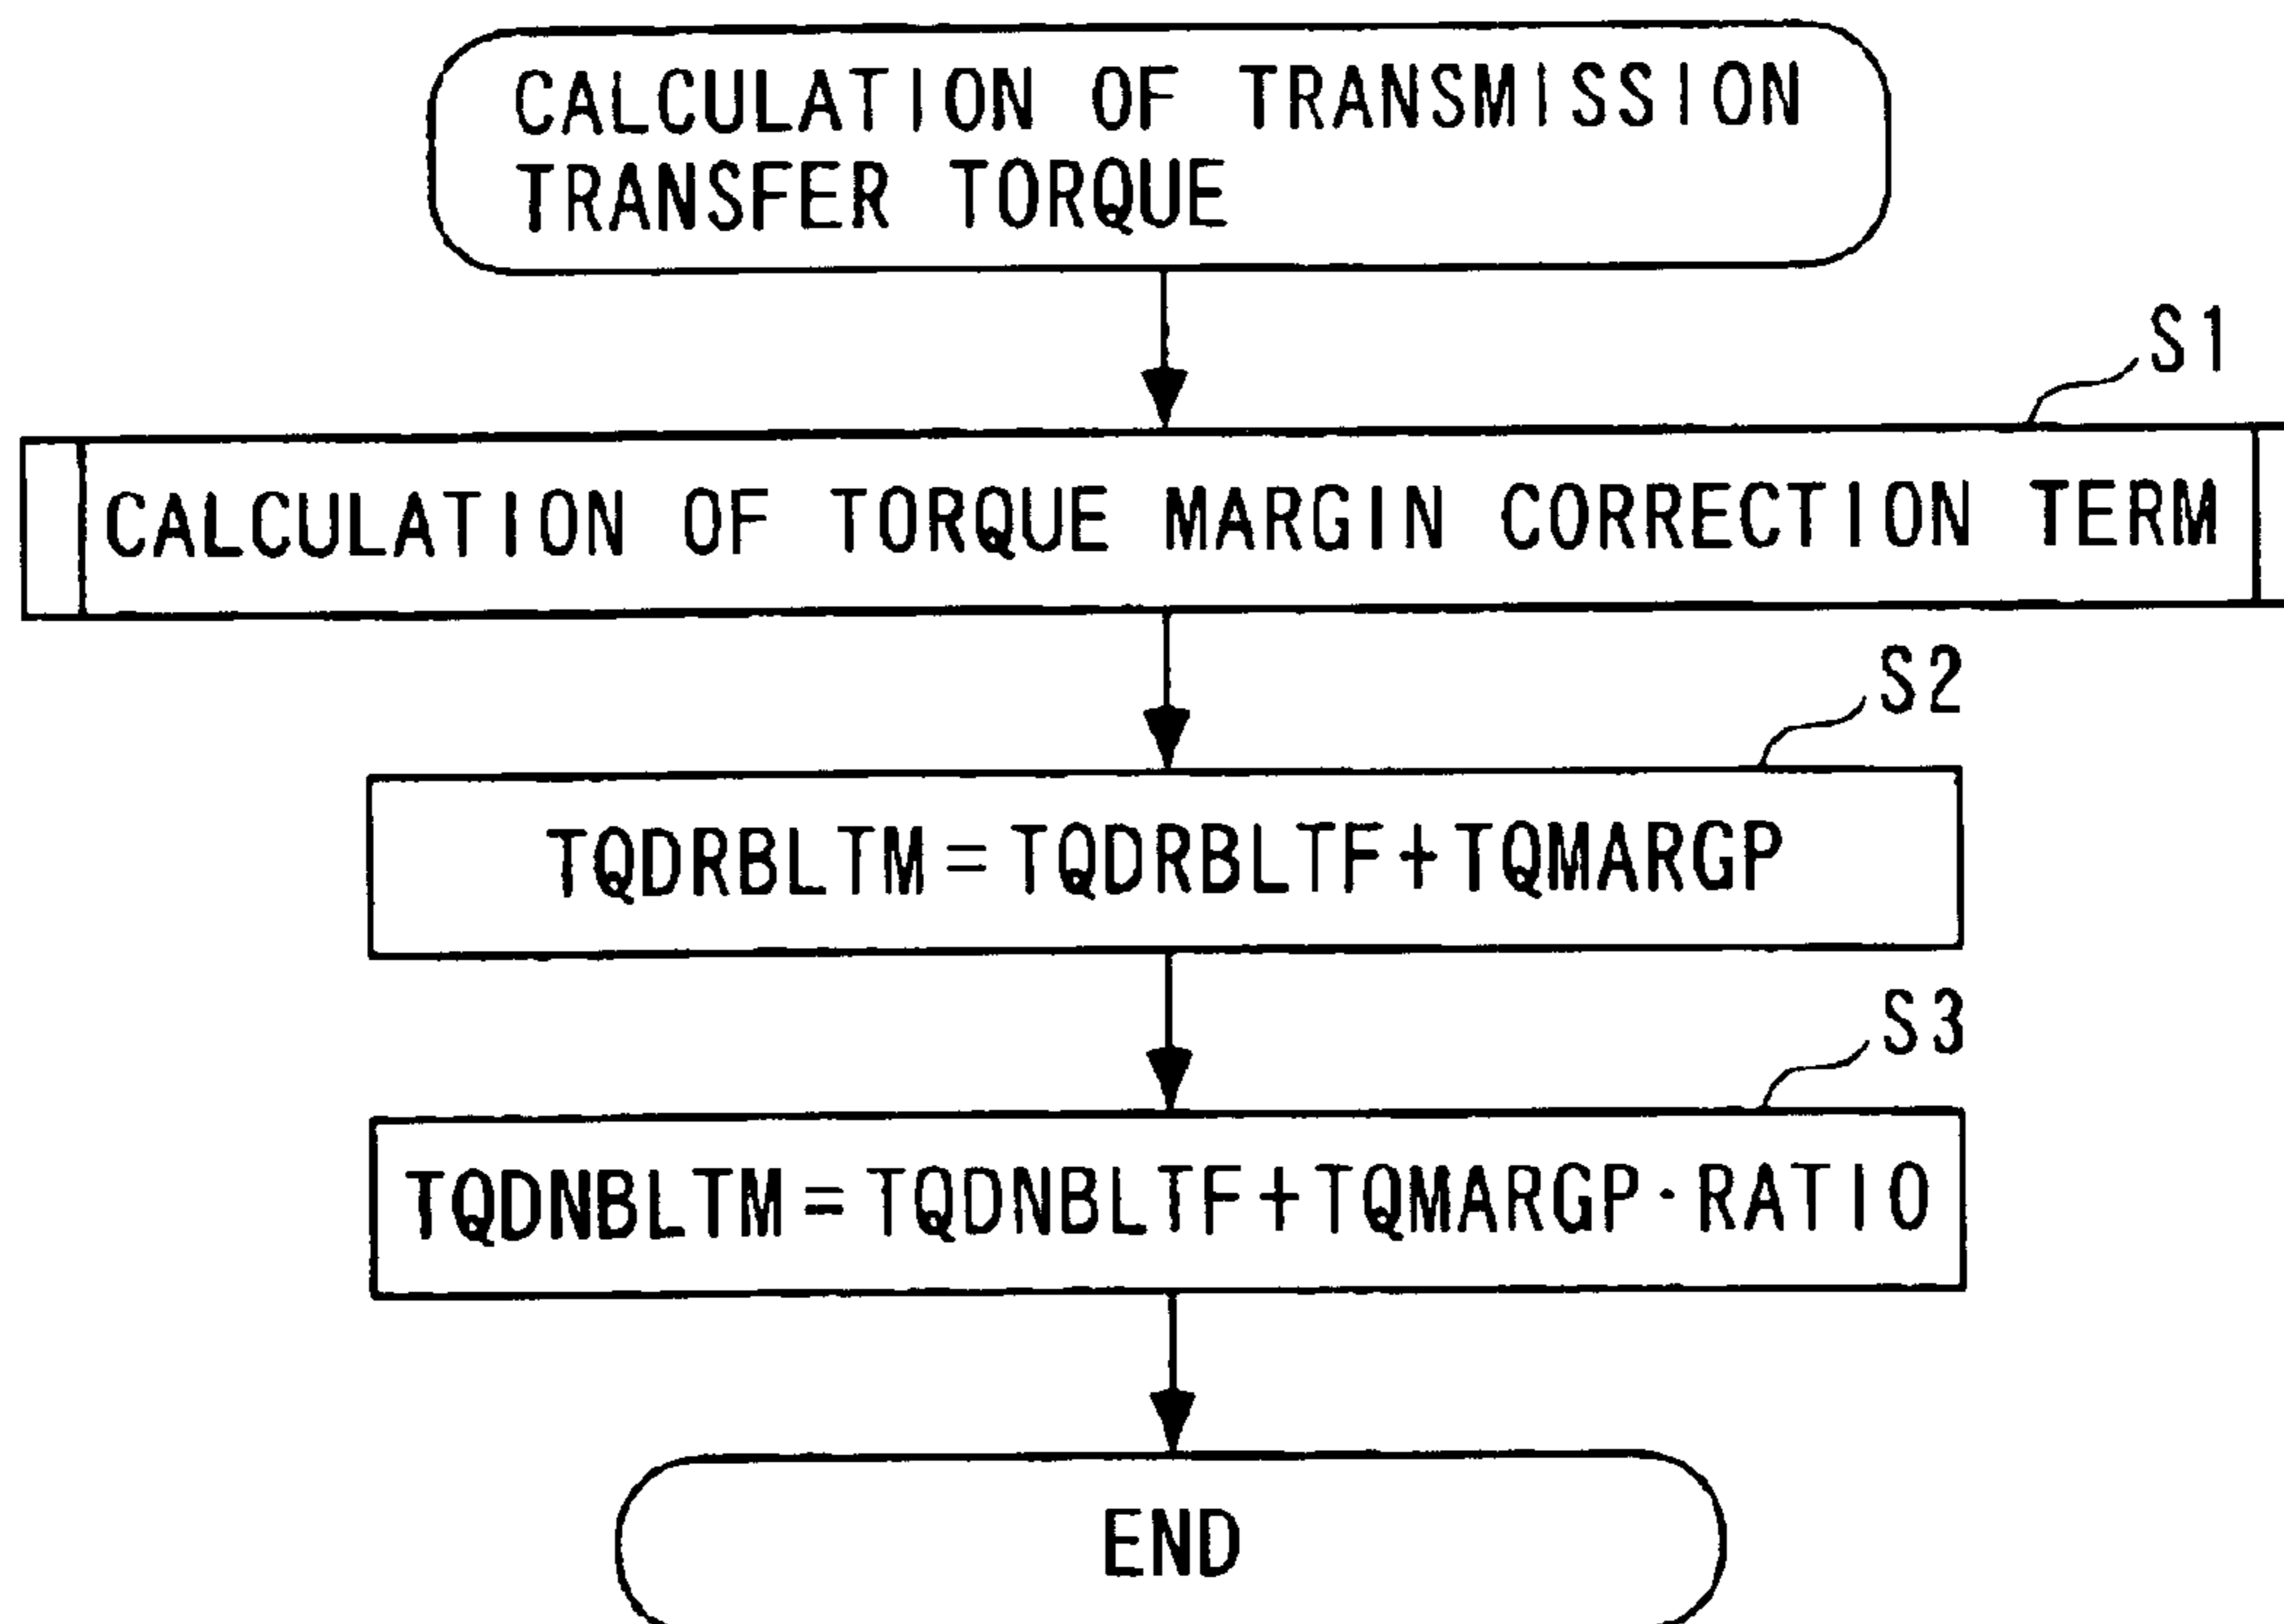 CALCULATION OF TRANSMISSION
TRANSFER TORQUE
S1
CALCULATION OF TORQUE MARGIN CORRECTION TERM
S2
TQDRBLTM=TQDRBLTF+TQMARGP
S3
TQDNBLTM=TQDNBLTF+TQMARGP·RATIO
END